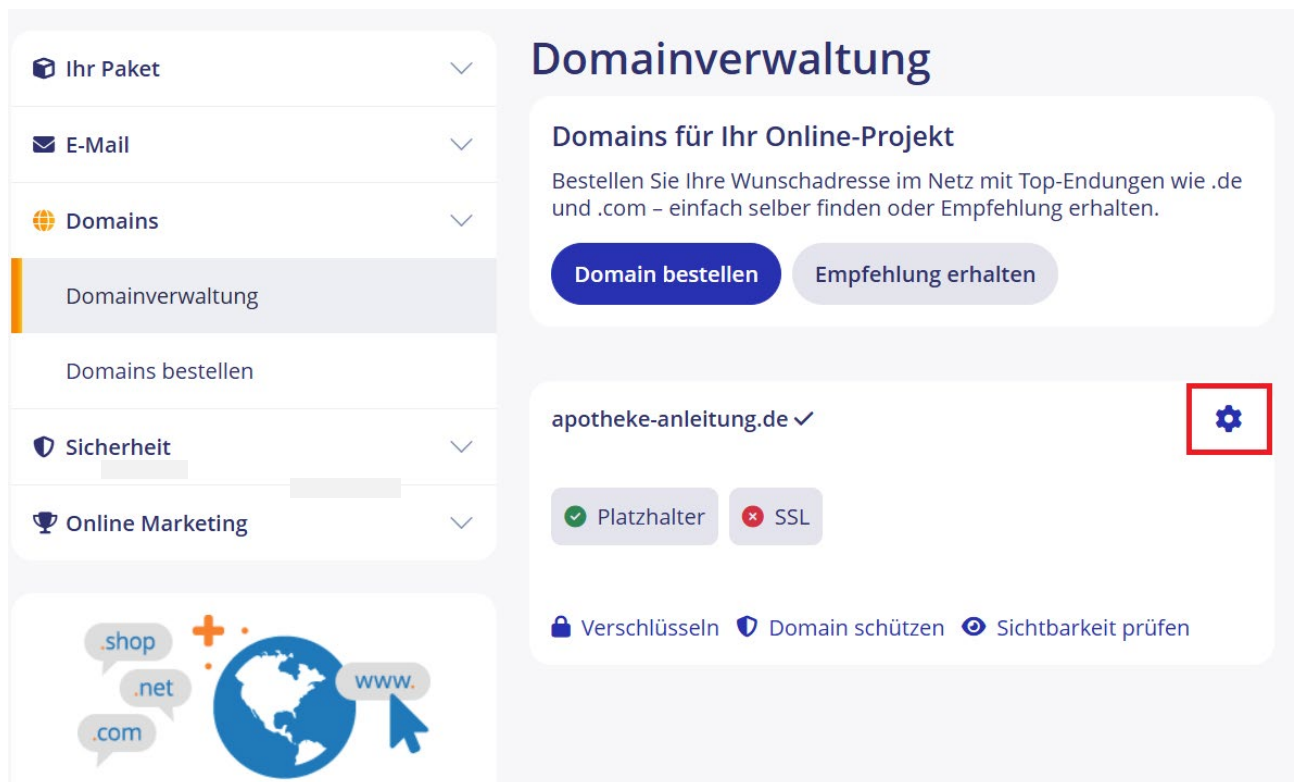 Ihr Paket
E-Mail
Domains
Domainverwaltung
Domains bestellen
Sicherheit
Online Marketing
.shop
.net
.com
www.
Domainverwaltung
Domains für Ihr Online-Projekt
Bestellen Sie Ihre Wunschadresse im Netz mit Top-Endungen wie .de
und .com – einfach selber finden oder Empfehlung erhalten.
Domain bestellen Empfehlung erhalten
apotheke-anleitung.de
Platzhalter SSL
Verschlüsseln Domain schützen Sichtbarkeit prüfen